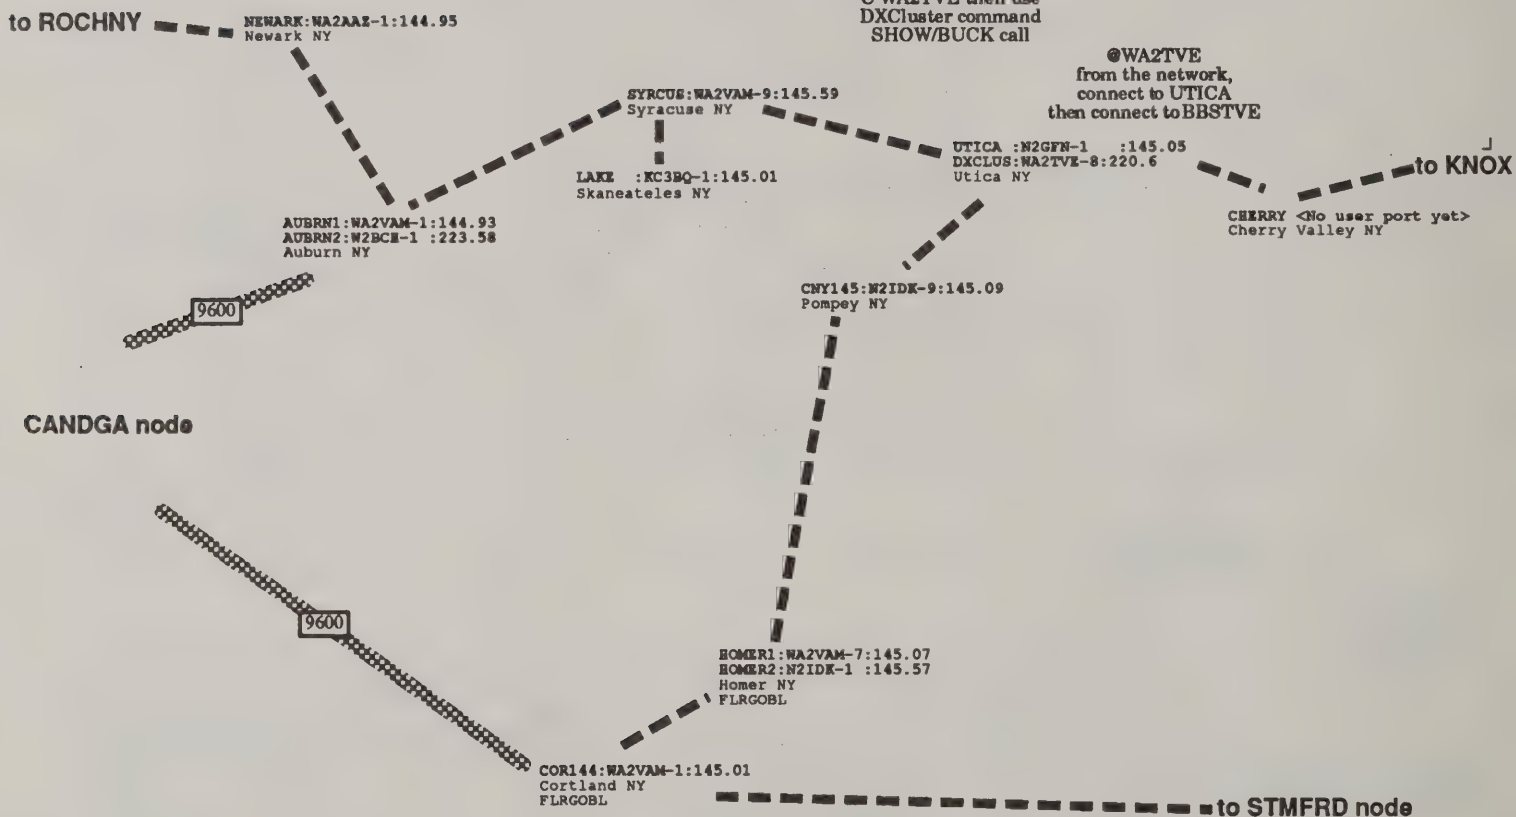 DXCluster command
SHOW/BUCK call
to ROCHNY
NEWARK:WA2AAZ-1:144.95
Newark NY
@WA2TVE
from the network,
connect to UTICA
then connect to BBSTVE
SYRCUS:WA2VAM-9:145.59
Syracuse NY
UTICA :N2GFN-1 :145.05
DXCLUS:WA2TVE-8:220.6
Utica NY
to KNOX
LAKE :KC3BQ-1:145.01
Skaneateles NY
CHERRY <No user port yet>
Cherry Valley NY
AUBRN1:WA2VAM-1:144.93
AUBRN2:W2BCH-1 :223.58
Auburn NY
CNY145:N2IDK-9:145.09
Pompey NY
9600
CANDGA node
9600
HOMER1:WA2VAM-7:145.07
HOMER2:N2IDK-1 :145.57
Homer NY
FLRGOBL
COR144:WA2VAM-1:145.01
Cortland NY
FLRGOBL
to STMFRD node